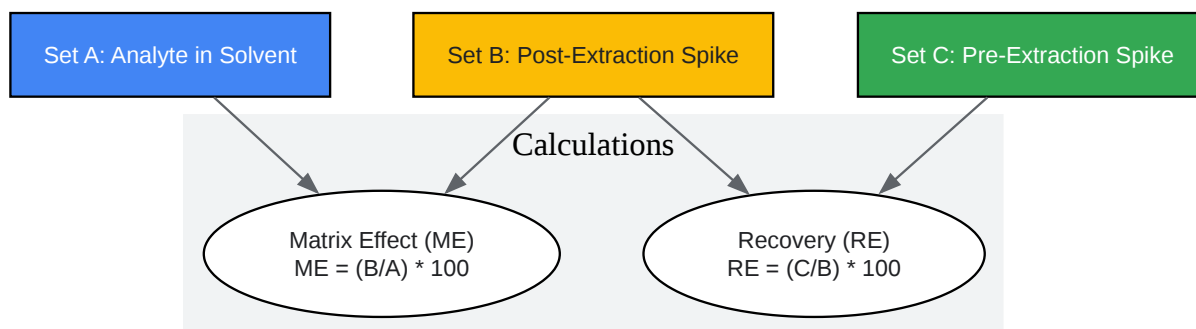 Set A: Analyte in Solvent
Set B: Post-Extraction Spike
Set C: Pre-Extraction Spike
Calculations
Matrix Effect (ME)
ME = (B/A) * 100
Recovery (RE)
RE = (C/B) * 100